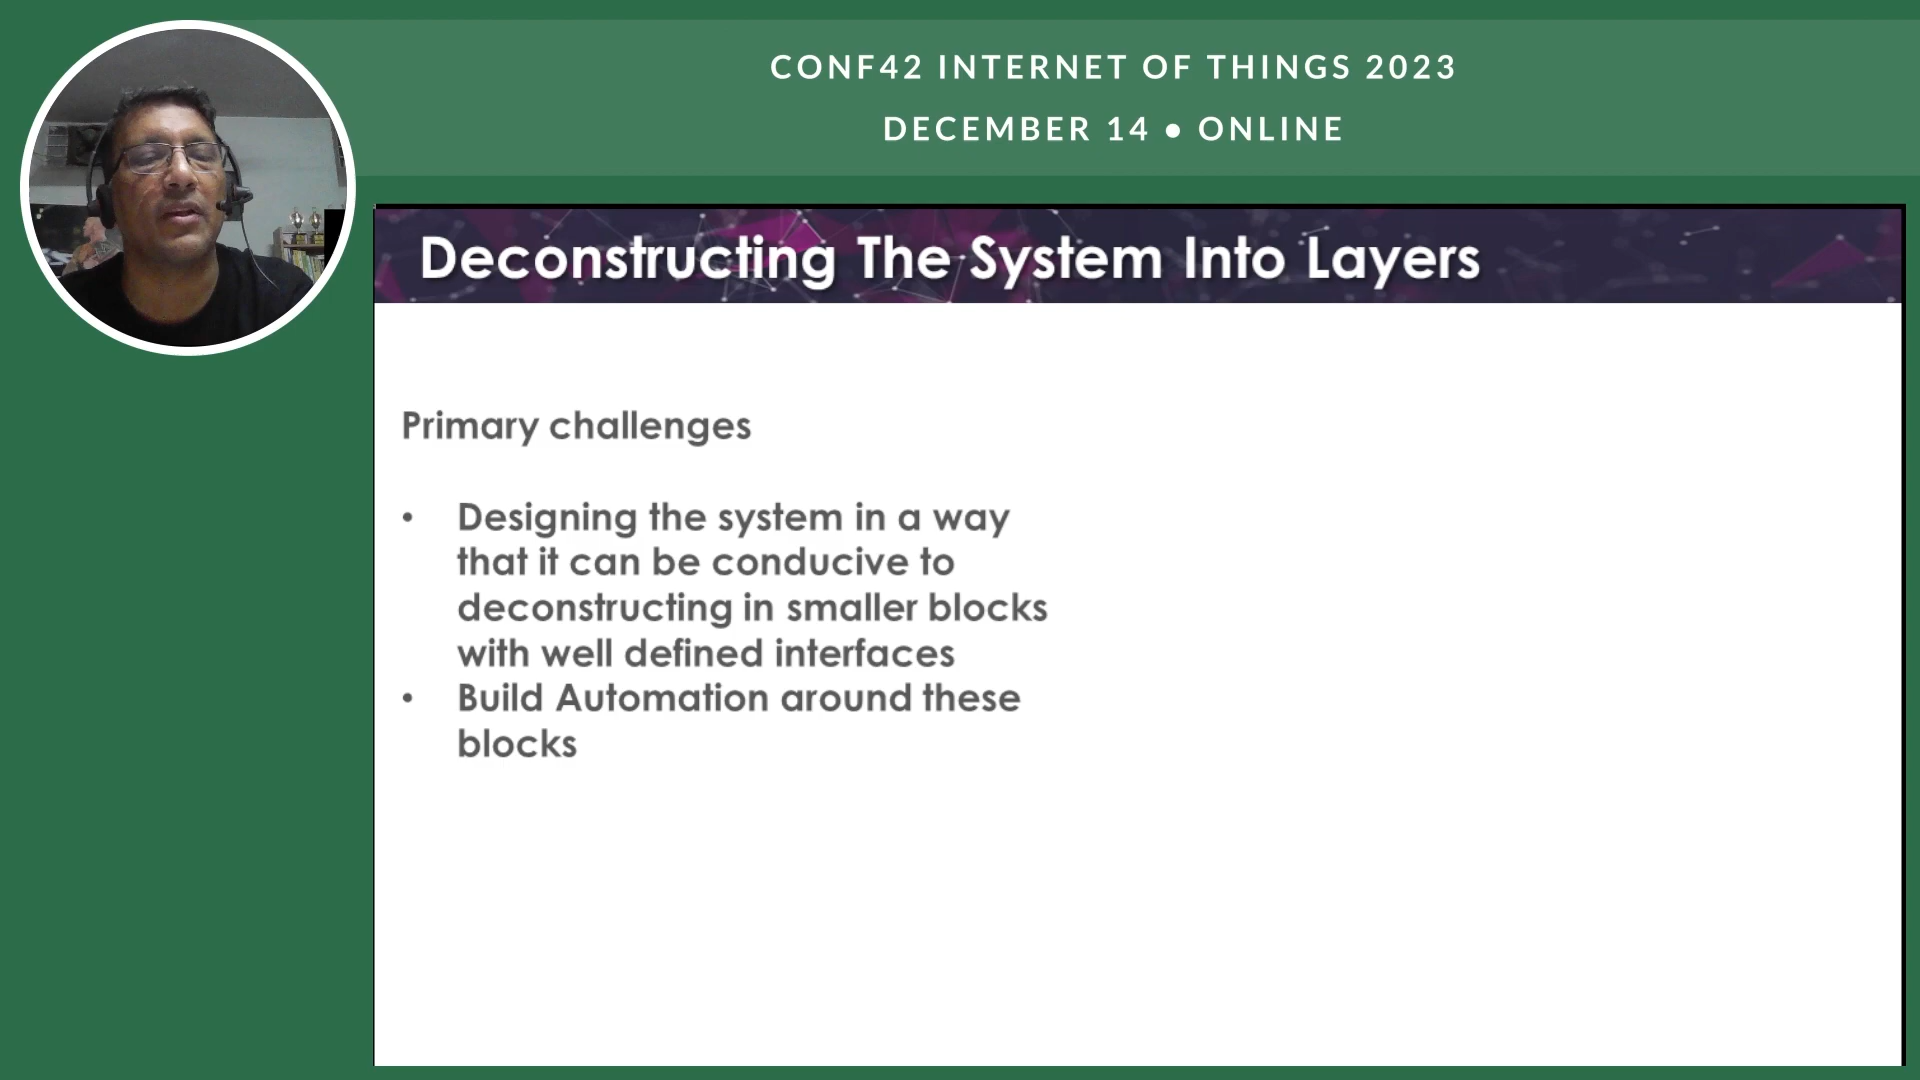 CONF42 INTERNET OF THINGS 2023
DECEMBER 14 ● ONLINE
Deconstructing The System Into Layers
Primary challenges
• Designing the system in a way
that it can be conducive to
deconstructing in smaller blocks
with well defined interfaces
• Build Automation around these
blocks